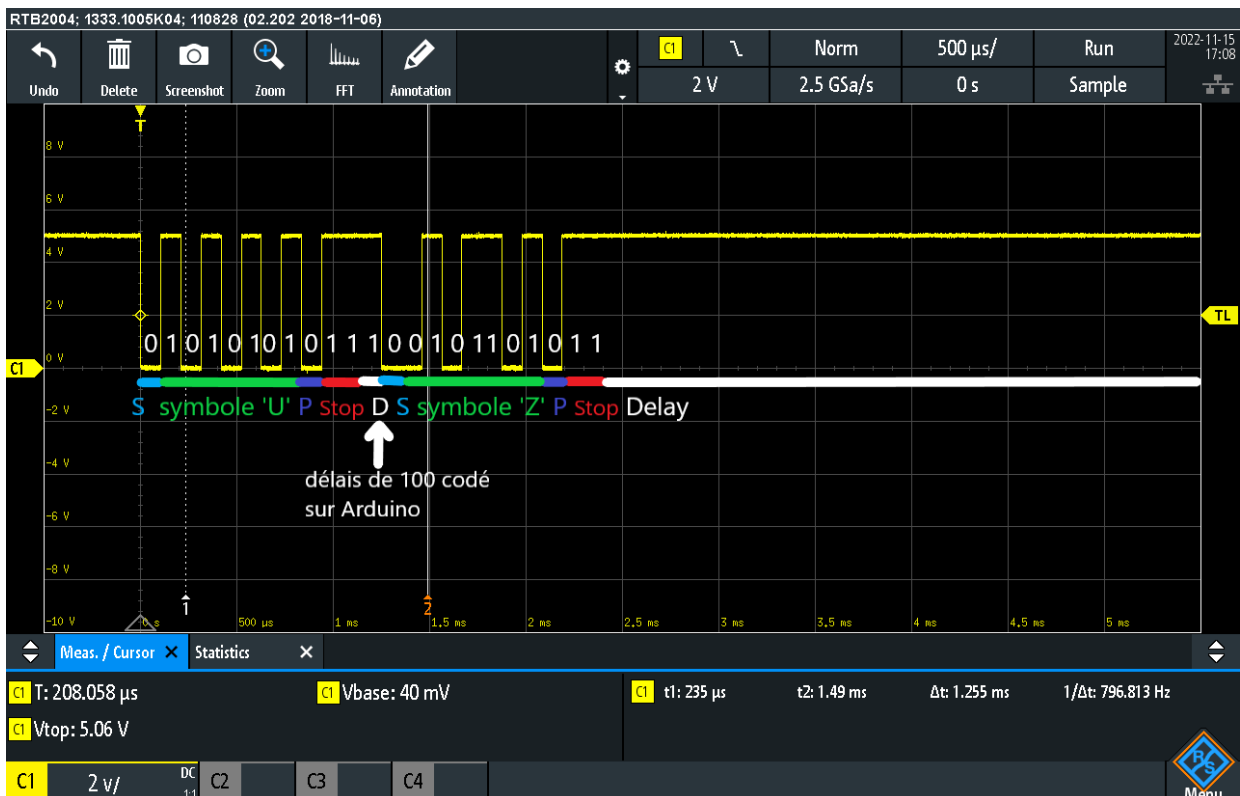 RTB2004; 1333.1005K04; 110828 (02.202 2018-11-06)
Undo Delete Screenshot Zoom FFT Annotation
C1 Norm 500 µs/ Run
2 V 2.5 GSa/s 0 s Sample
2022-11-15
17:08
T
8 V
6 V
4 V
2 V
TL
0 1 0 1 0 1 0 1 0 1 1 1 0 0 1 0 1 1 0 1 0 1 1
0 V
C1
-2 V
S symbole 'U' P Stop D S symbole 'Z' P Stop Delay
-4 V
délais de 100 codé
sur Arduino
-6 V
-8 V
1 2
-10 V 0 s 500 µs 1 ms 1.5 ms 2 ms 2.5 ms 3 ms 3.5 ms 4 ms 4.5 ms 5 ms
Meas. / Cursor Statistics
C1 T: 208.058 µs C1 Vbase: 40 mV C1 t1: 235 µs t2: 1.49 ms Δt: 1.255 ms 1/Δt: 796.813 Hz
C1 Vtop: 5.06 V
C1 2 V/ DC 1:1 C2 C3 C4
R S
Menu